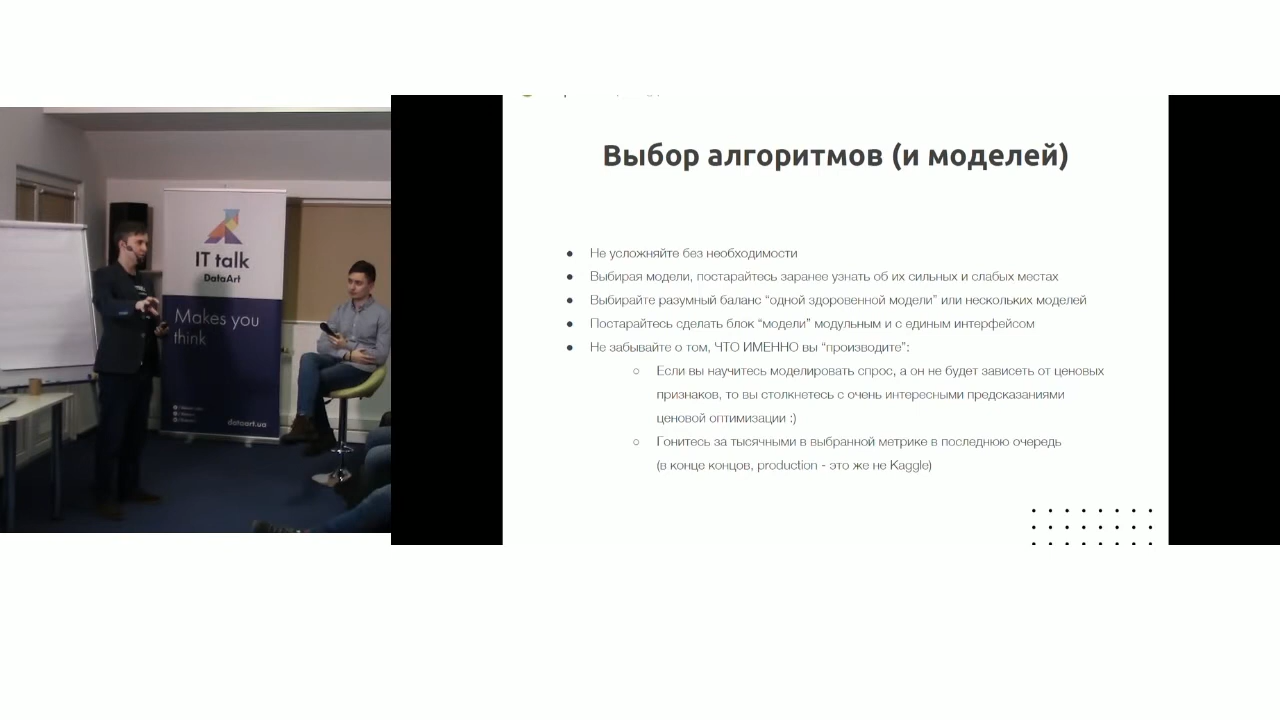 Выбор алгоритмов (и моделей)
● Не усложняйте без необходимости
● Выбирая модели, постарайтесь заранее узнать об их сильных и слабых местах
● Выбирайте разумный баланс “одной здоровенной модели” или нескольких моделей
● Постарайтесь сделать блок “модели” модульным и с единым интерфейсом
● Не забывайте о том, ЧТО ИМЕННО вы “производите”:
○ Если вы научитесь моделировать спрос, а он не будет зависеть от ценовых
признаков, то вы столкнетесь с очень интересными предсказаниями
ценовой оптимизации :)
○ Гонитесь за тысячными в выбранной метрике в последнюю очередь
(в конце концов, production - это же не Kaggle)
IT talk
DataArt
Makes you
think
dataart.ua